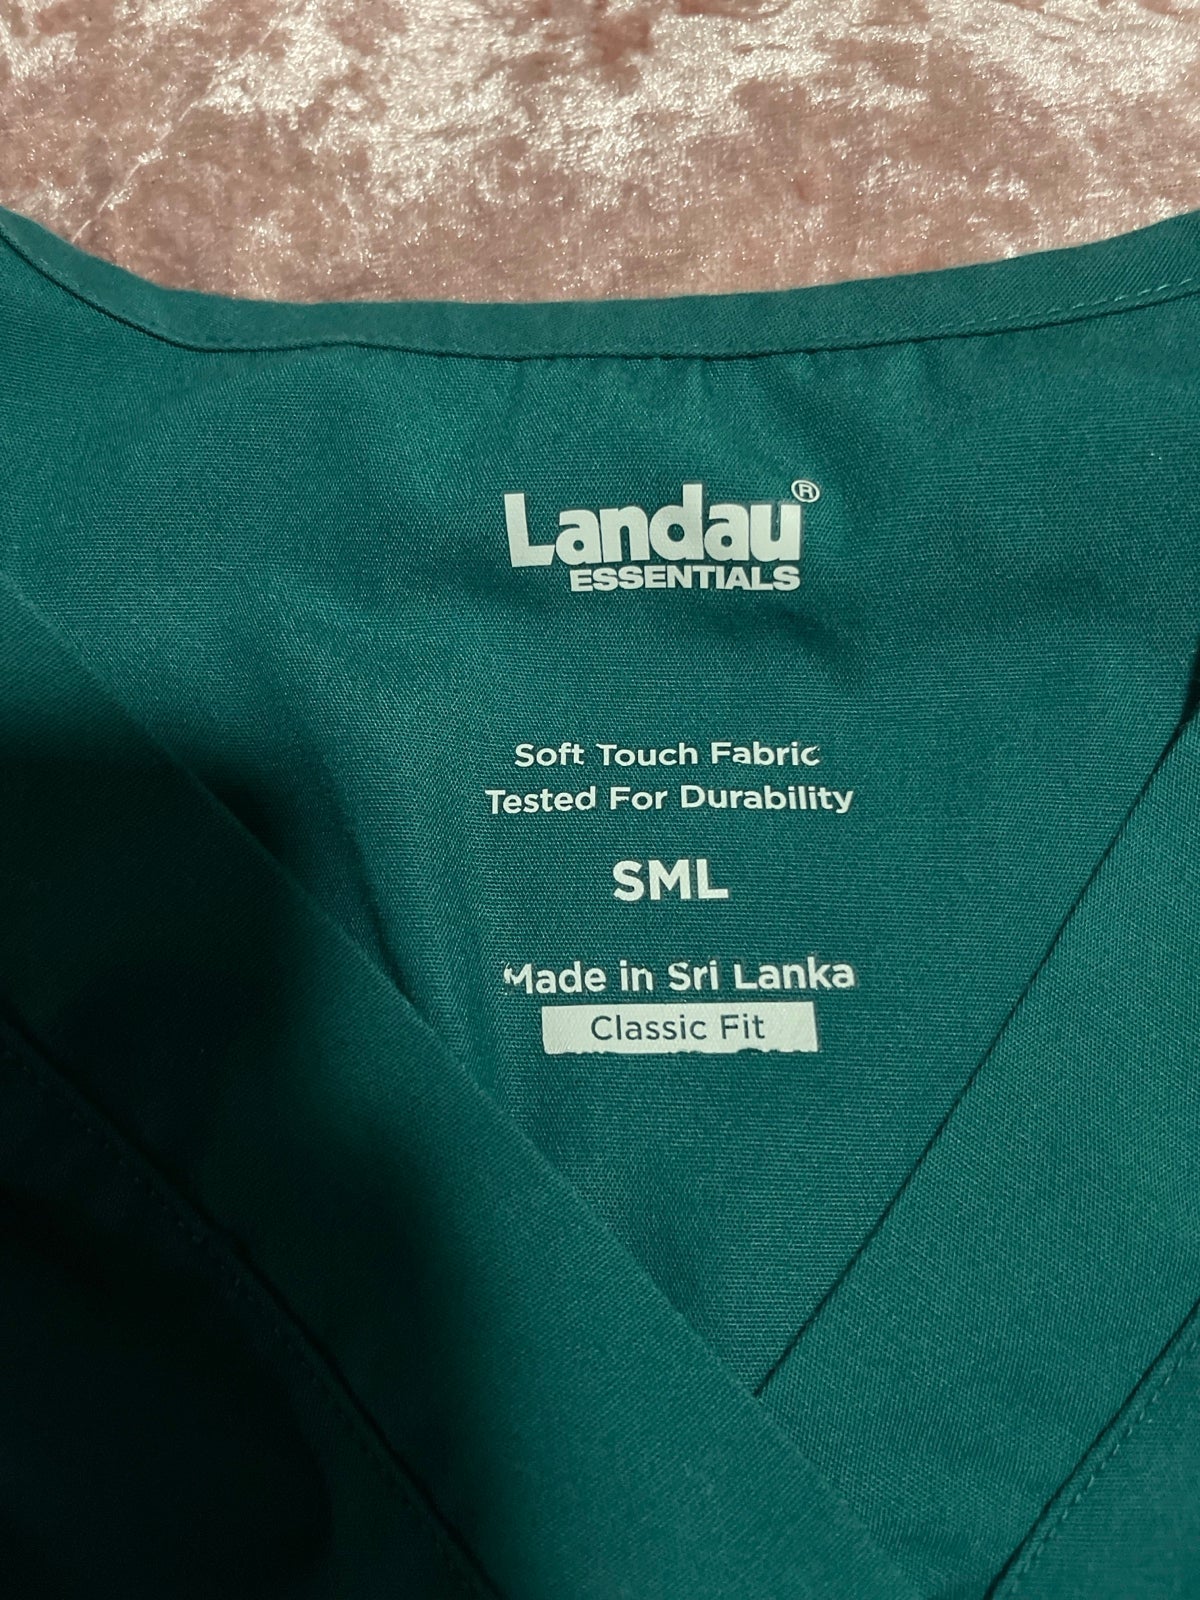 Landau®
ESSENTIALS
Soft Touch Fabric
Tested For Durability
SML
Made in Sri Lanka
Classic Fit